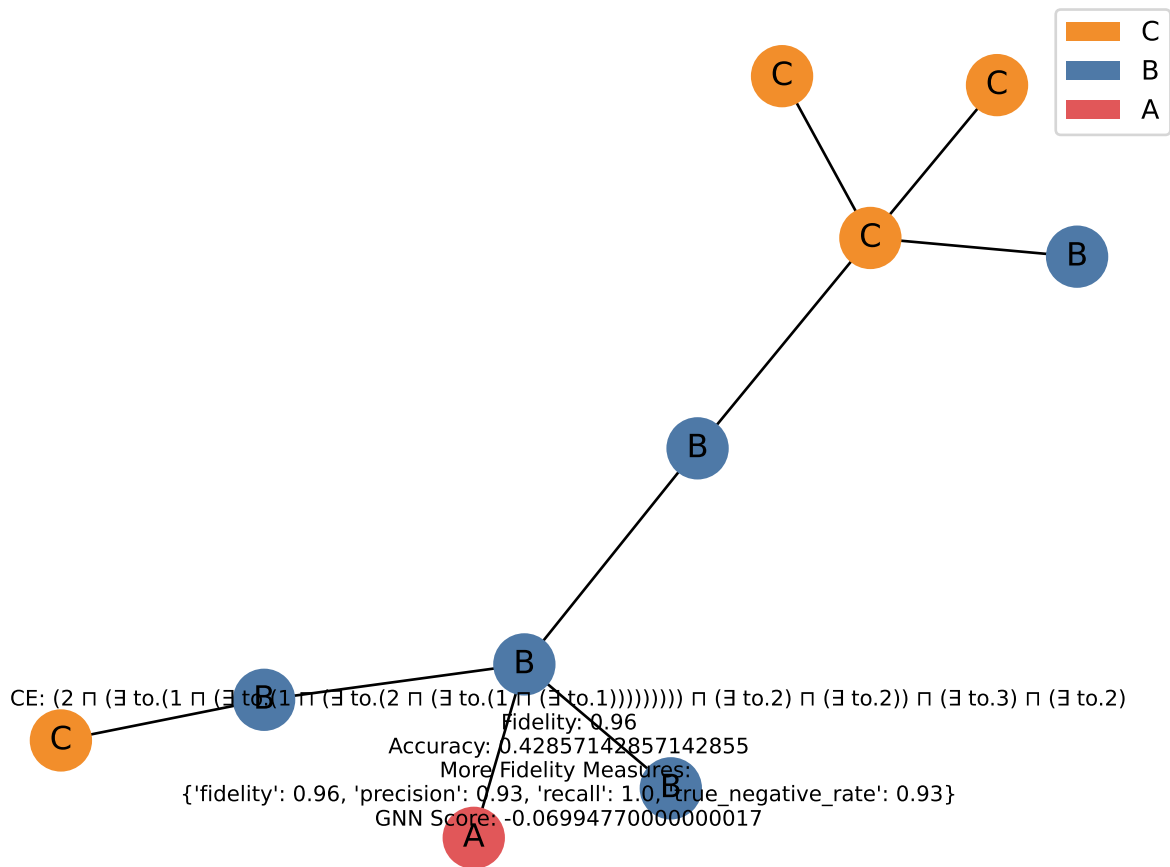 C
C
C
B
A
C
C
B
B
B
B
CE: (2 ⊓ (∃ to.(1 ⊓ (∃ to.(1 ⊓ (∃ to.(2 ⊓ (∃ to.(1 ⊓ (∃ to.1))))))))) ⊓ (∃ to.2) ⊓ (∃ to.2)) ⊓ (∃ to.3) ⊓ (∃ to.2)
Fidelity: 0.96
C
Accuracy: 0.42857142857142855
More Fidelity Measures:
B
{'fidelity': 0.96, 'precision': 0.93, 'recall': 1.0, 'true_negative_rate': 0.93}
GNN Score: -0.06994770000000017
A